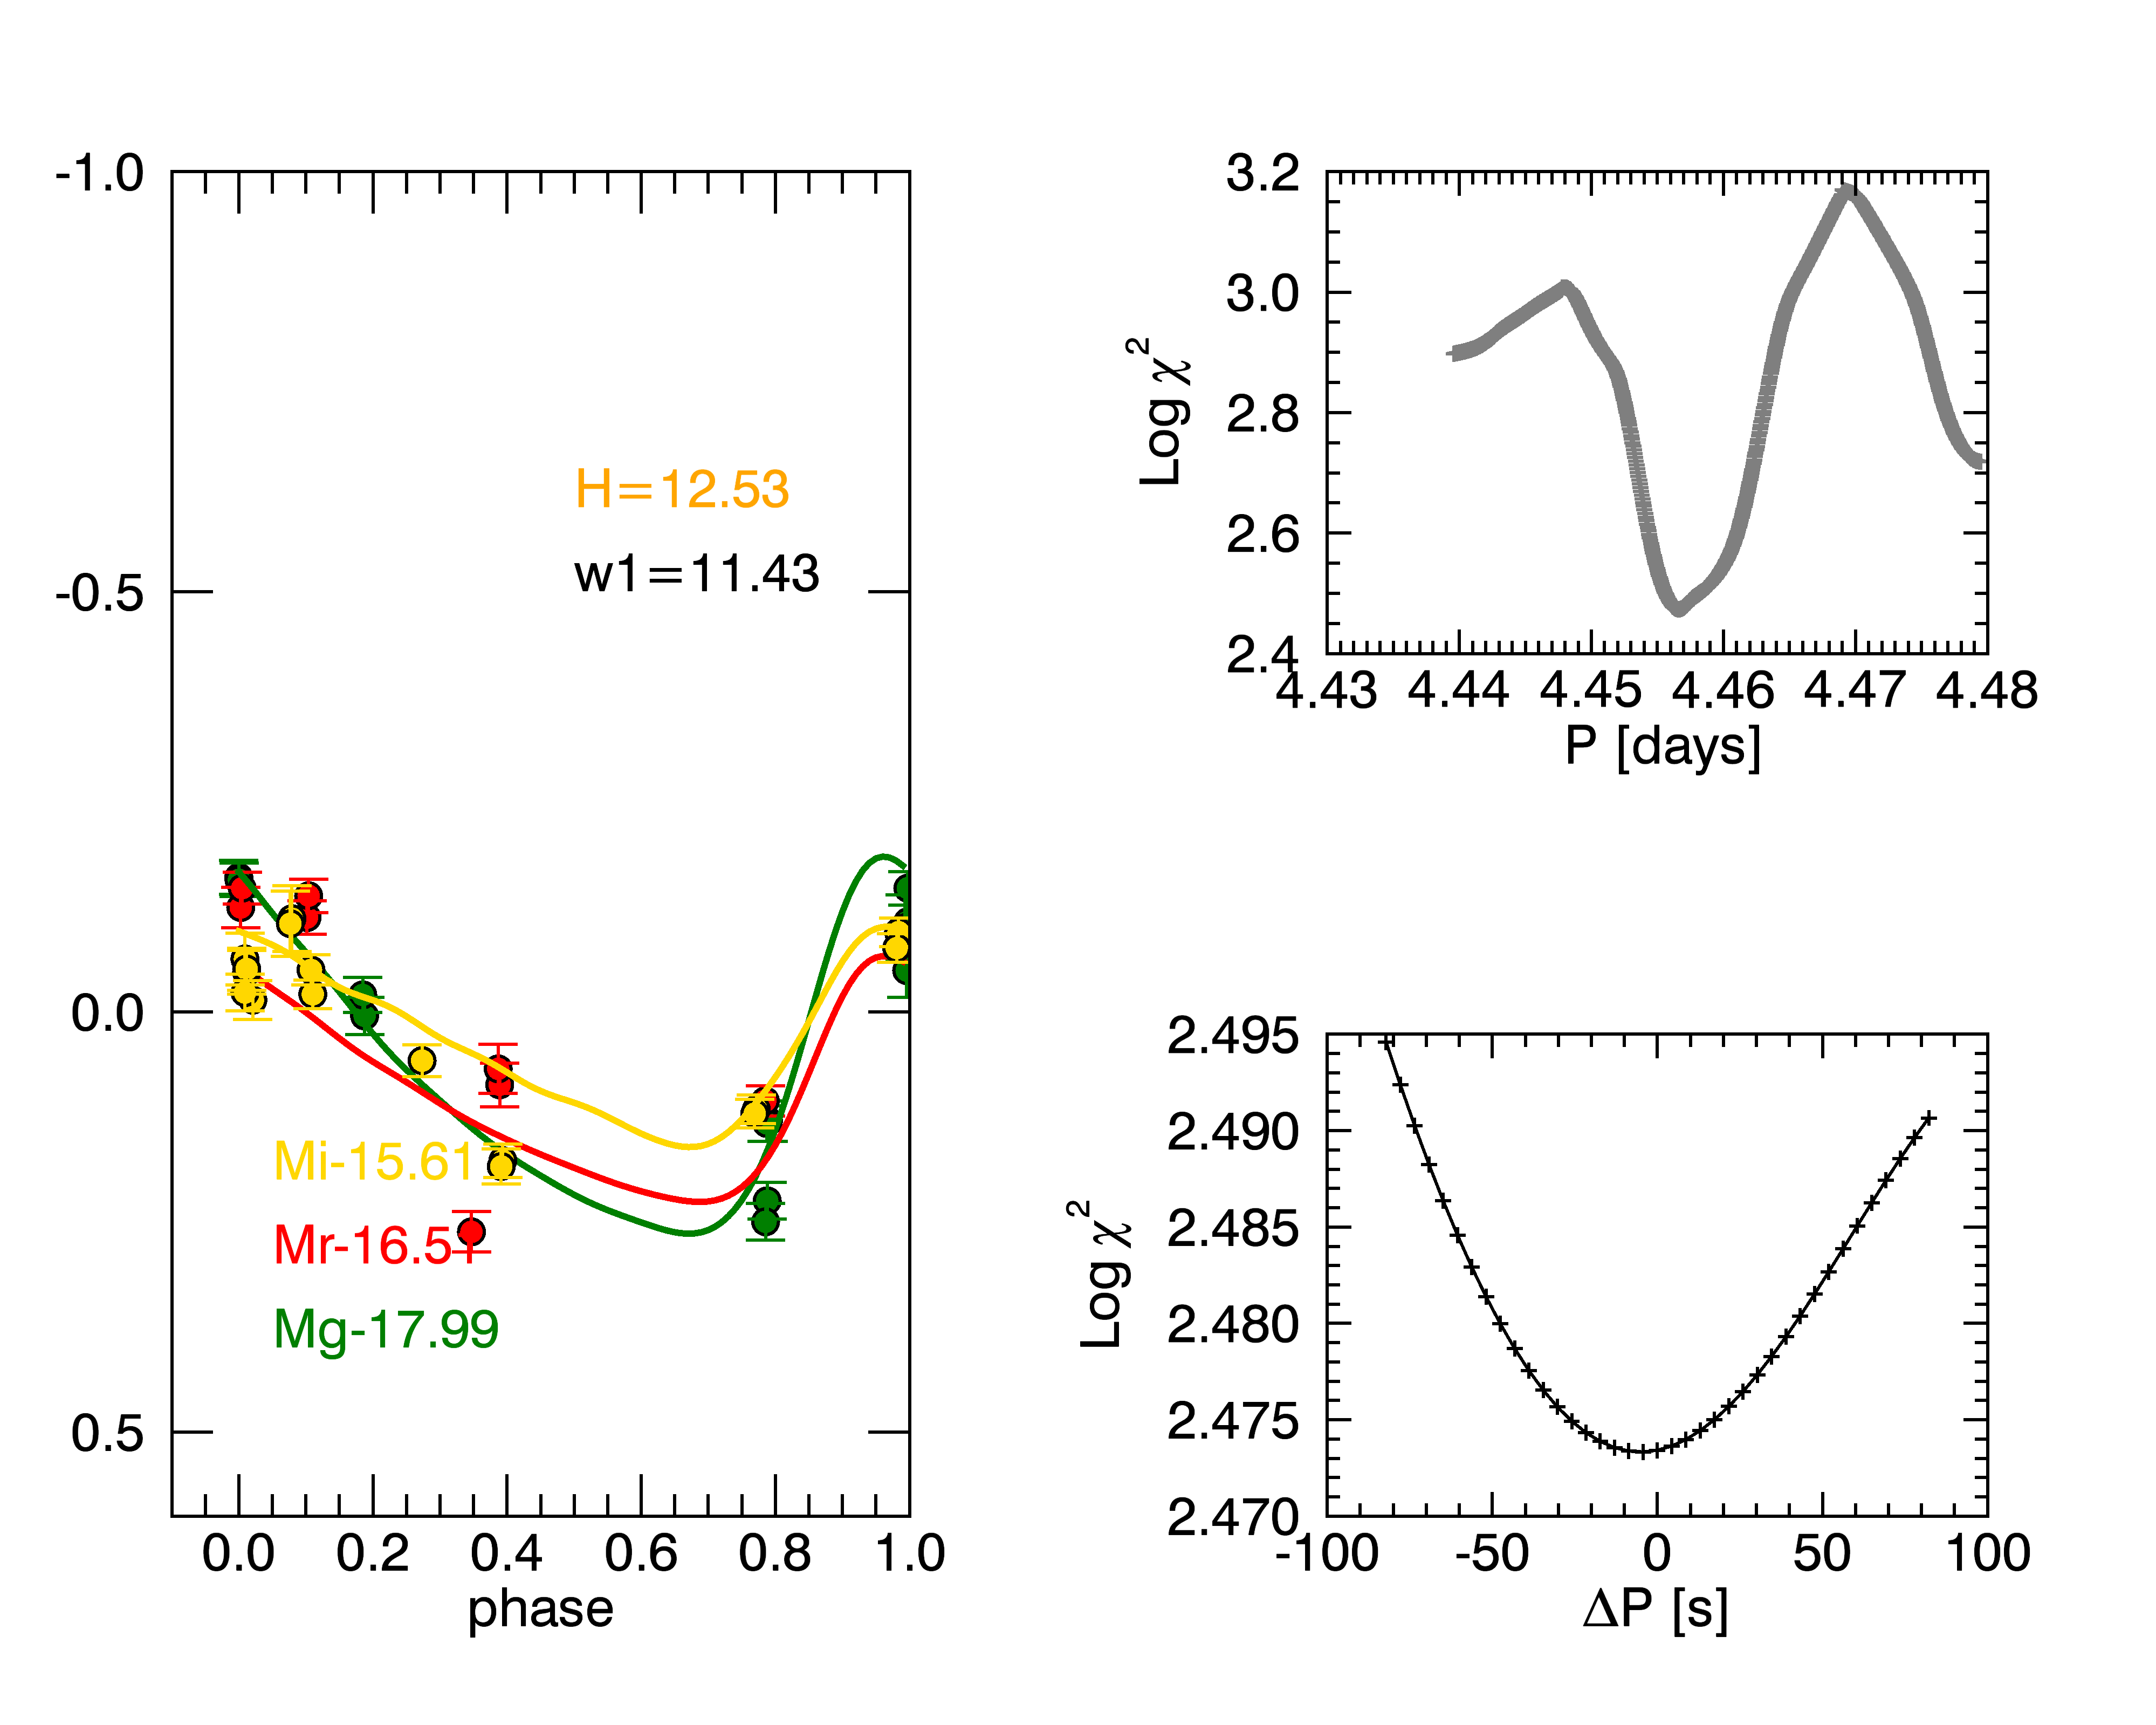 -1.0
-0.5
0.0
0.5
H=12.53
w1=11.43
Mi-15.61
Mr-16.5
Mg-17.99
0.0 0.2 0.4 0.6 0.8 1.0
phase
3.2
3.0
2.8
2.6
2.4
Log χ²
4.43 4.44 4.45 4.46 4.47 4.48
P [days]
2.495
2.490
2.485
2.480
2.475
2.470
Log χ²
-100 -50 0 50 100
ΔP [s]